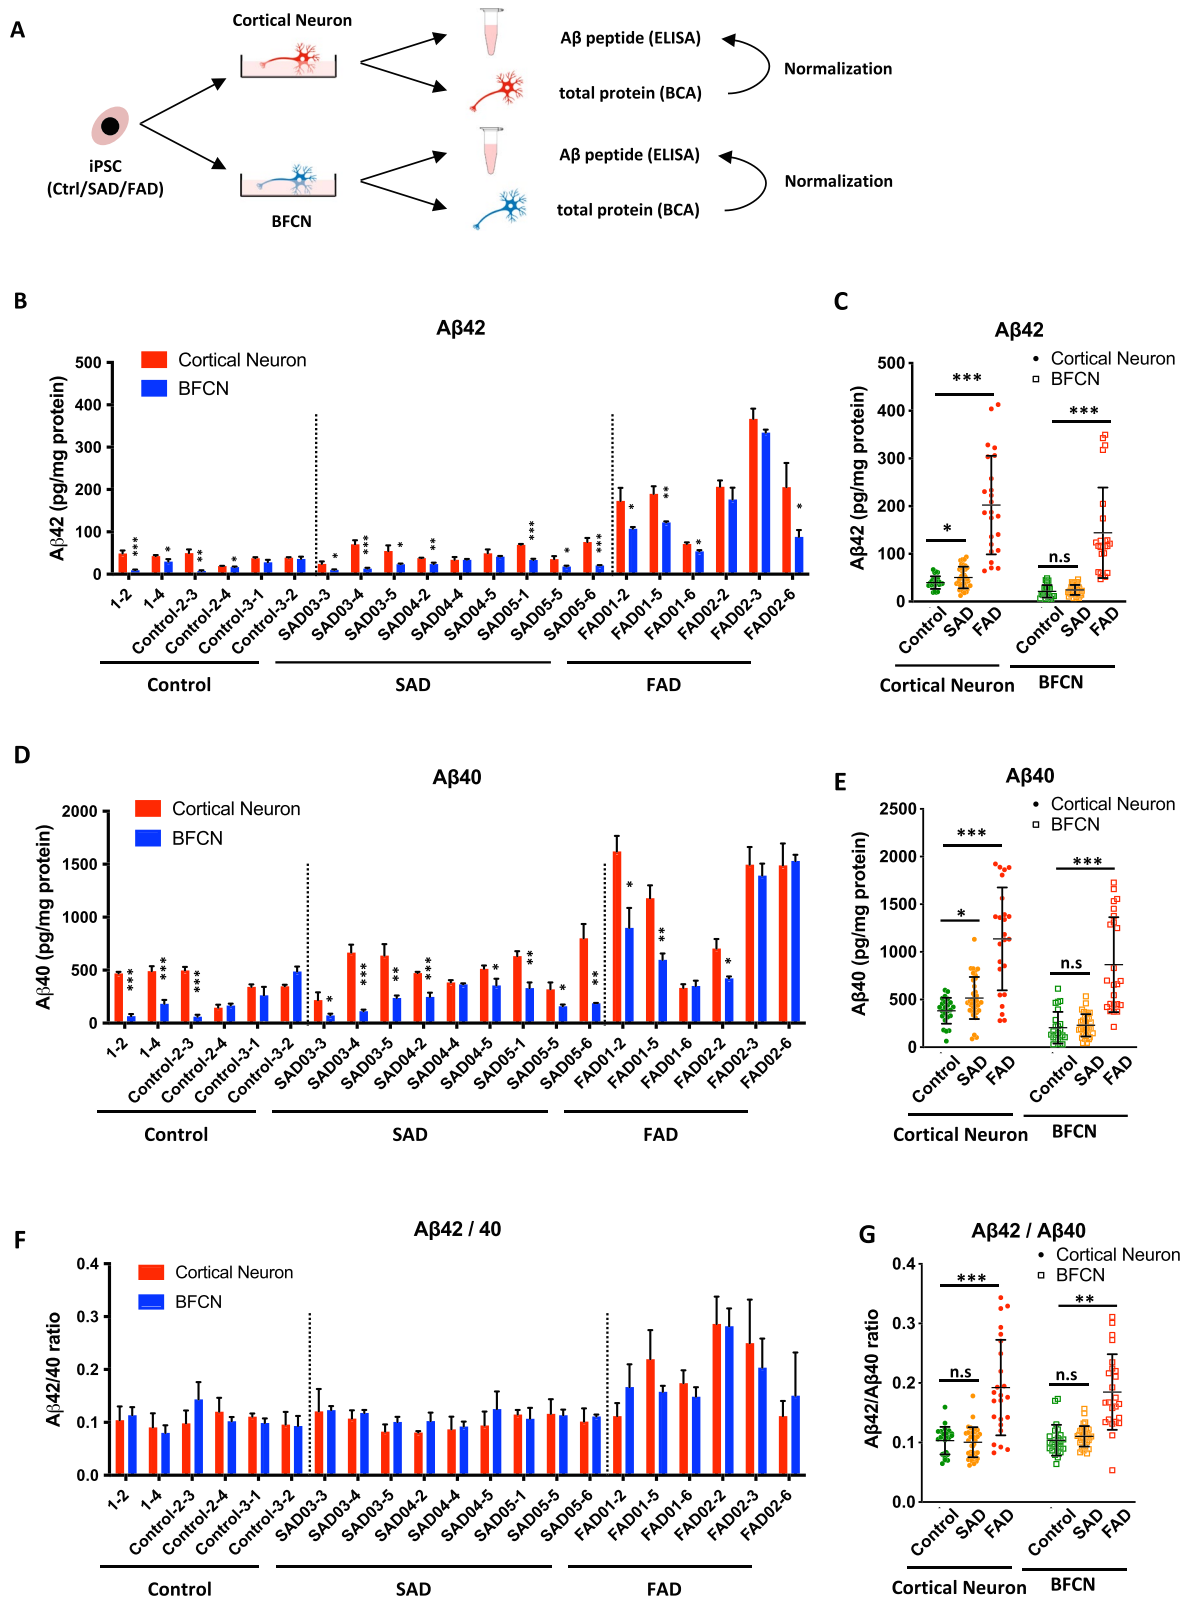 A
Cortical Neuron
Aβ peptide (ELISA)
Normalization
total protein (BCA)
iPSC
(Ctrl/SAD/FAD)
Aβ peptide (ELISA)
Normalization
total protein (BCA)
BFCN
B
Aβ42
Cortical Neuron
BFCN
Aβ42 (pg/mg protein)
500
400
300
200
100
0
***
*
**
*
*
***
*
**
***
*
***
*
**
*
*
1-2
1-4
Control-2-3
Control-2-4
Control-3-1
Control-3-2
SAD03-3
SAD03-4
SAD03-5
SAD04-2
SAD04-4
SAD04-5
SAD05-1
SAD05-5
SAD05-6
FAD01-2
FAD01-5
FAD01-6
FAD02-2
FAD02-3
FAD02-6
Control
SAD
FAD
C
Aβ42
Cortical Neuron
BFCN
Aβ42 (pg/mg protein)
500
400
300
200
100
0
***
*
***
n.s
Control
SAD
FAD
Control
SAD
FAD
Cortical Neuron
BFCN
D
Aβ40
Cortical Neuron
BFCN
Aβ40 (pg/mg protein)
2000
1500
1000
500
0
***
***
***
*
***
**
***
*
**
*
**
*
**
*
1-2
1-4
Control-2-3
Control-2-4
Control-3-1
Control-3-2
SAD03-3
SAD03-4
SAD03-5
SAD04-2
SAD04-4
SAD04-5
SAD05-1
SAD05-5
SAD05-6
FAD01-2
FAD01-5
FAD01-6
FAD02-2
FAD02-3
FAD02-6
Control
SAD
FAD
E
Aβ40
Cortical Neuron
BFCN
Aβ40 (pg/mg protein)
2500
2000
1500
1000
500
0
***
*
***
n.s
Control
SAD
FAD
Control
SAD
FAD
Cortical Neuron
BFCN
F
Aβ42 / 40
Cortical Neuron
BFCN
Aβ42/40 ratio
0.4
0.3
0.2
0.1
0.0
1-2
1-4
Control-2-3
Control-2-4
Control-3-1
Control-3-2
SAD03-3
SAD03-4
SAD03-5
SAD04-2
SAD04-4
SAD04-5
SAD05-1
SAD05-5
SAD05-6
FAD01-2
FAD01-5
FAD01-6
FAD02-2
FAD02-3
FAD02-6
Control
SAD
FAD
G
Aβ42 / Aβ40
Cortical Neuron
BFCN
Aβ42/Aβ40 ratio
0.4
0.3
0.2
0.1
0.0
***
n.s
**
n.s
Control
SAD
FAD
Control
SAD
FAD
Cortical Neuron
BFCN